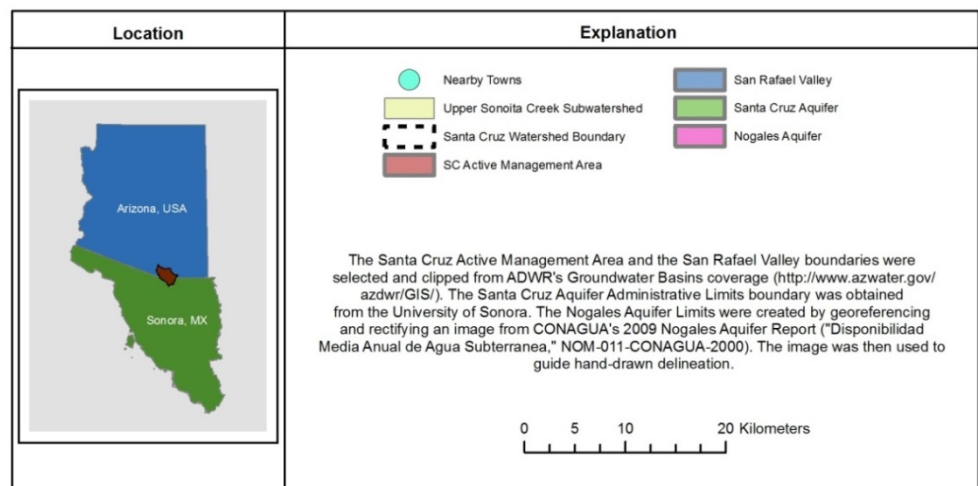 Location
Explanation
Nearby Towns
Upper Sonoita Creek Subwatershed
Santa Cruz Watershed Boundary
SC Active Management Area
San Rafael Valley
Santa Cruz Aquifer
Nogales Aquifer
Arizona, USA
Sonora, MX
The Santa Cruz Active Management Area and the San Rafael Valley boundaries were
selected and clipped from ADWR's Groundwater Basins coverage (http://www.azwater.gov/
azdwr/GIS/). The Santa Cruz Aquifer Administrative Limits boundary was obtained
from the University of Sonora. The Nogales Aquifer Limits were created by georeferencing
and rectifying an image from CONAGUA's 2009 Nogales Aquifer Report ("Disponibilidad
Media Anual de Agua Subterranea," NOM-011-CONAGUA-2000). The image was then used to
guide hand-drawn delineation.
0 5 10 20 Kilometers